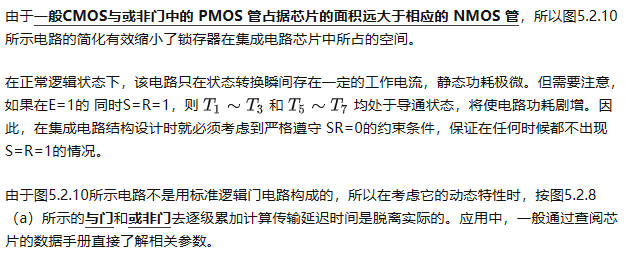 由于一般CMOS与或非门中的 PMOS 管占据芯片的面积远大于相应的 NMOS 管，所以图5.2.10
所示电路的简化有效缩小了锁存器在集成电路芯片中所占的空间。
在正常逻辑状态下，该电路只在状态转换瞬间存在一定的工作电流，静态功耗极微。但需要注意，
如果在E=1的 同时S=R=1，则 T₁ ∼ T₃ 和 T₅ ∼ T₇ 均处于导通状态，将使电路功耗剧增。因
此，在集成电路结构设计时就必须考虑到严格遵守 SR=0的约束条件，保证在任何时候都不出现
S=R=1的情况。
由于图5.2.10所示电路不是用标准逻辑门电路构成的，所以在考虑它的动态特性时，按图5.2.8
（a）所示的与门和或非门去逐级累加计算传输延迟时间是脱离实际的。应用中，一般通过查阅芯
片的数据手册直接了解相关参数。